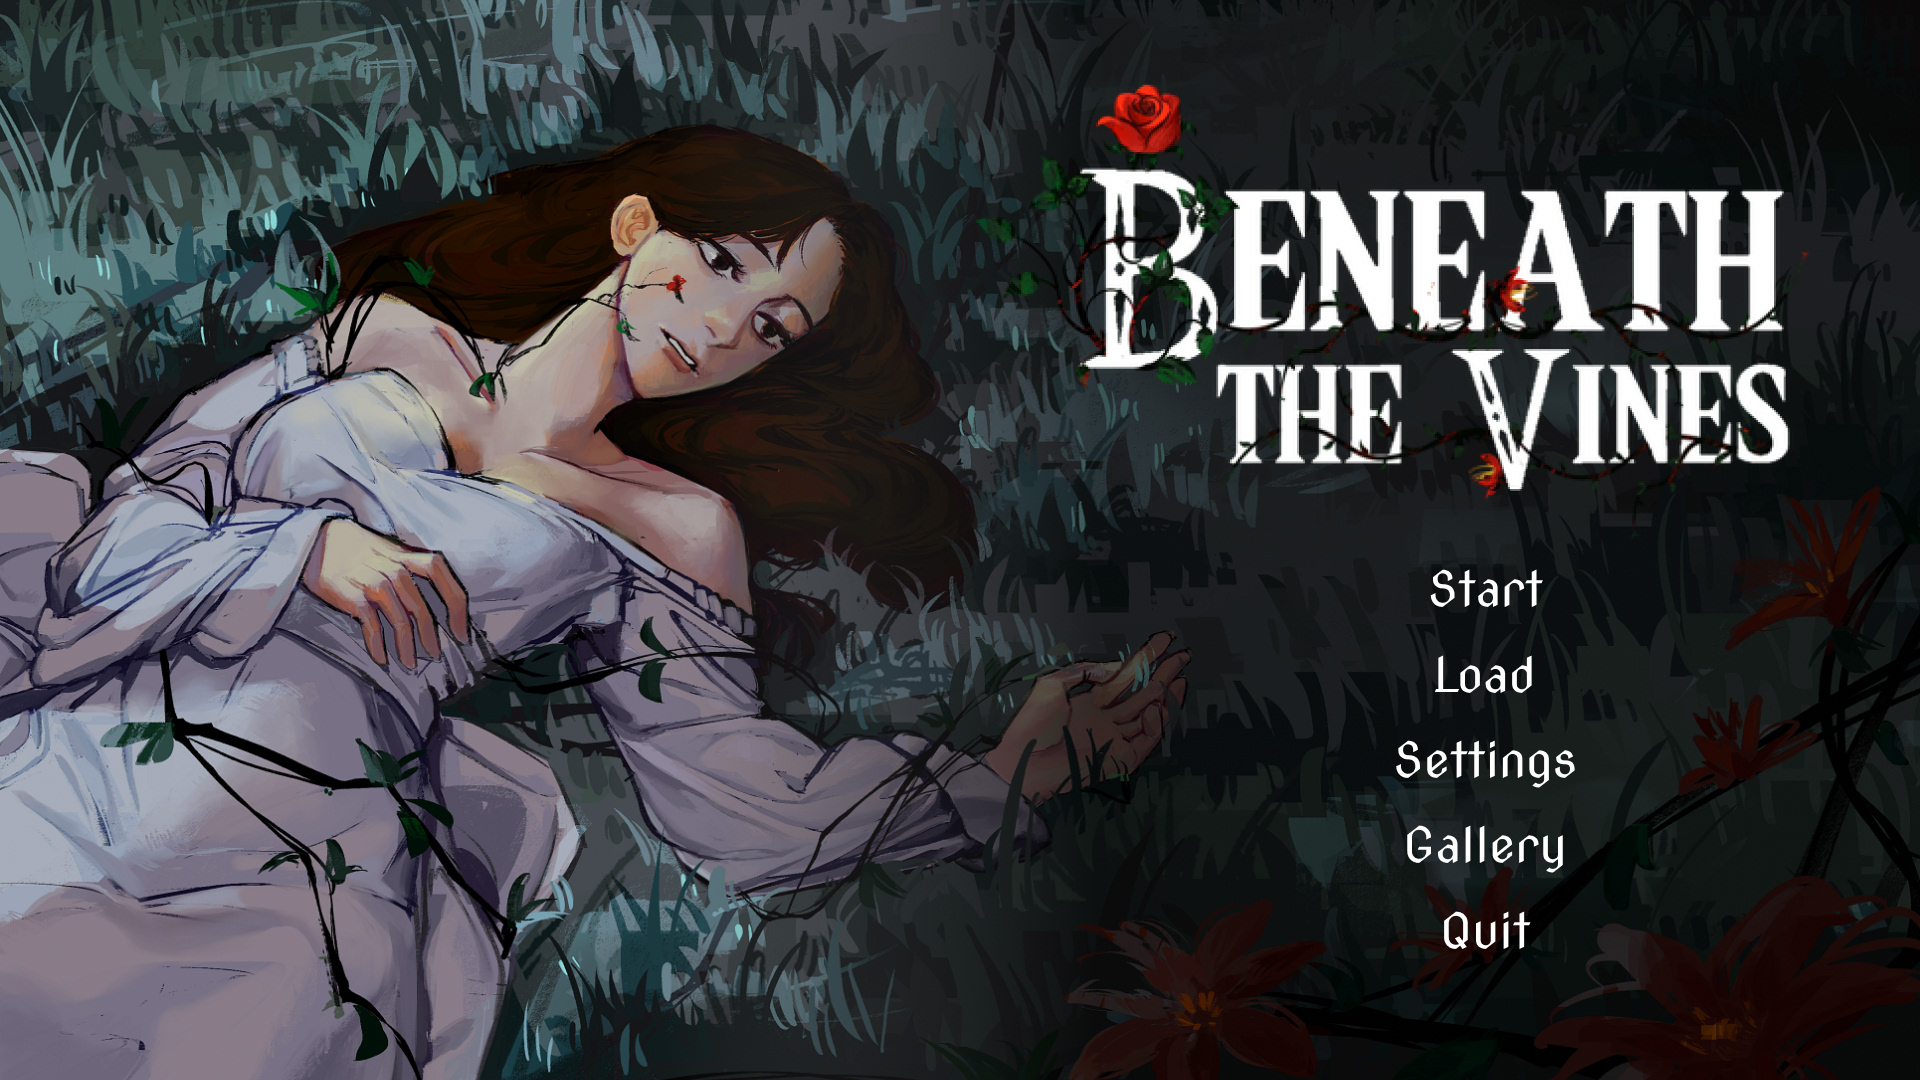 BENEATH
THE VINES
Start
Load
Settings
Gallery
Quit